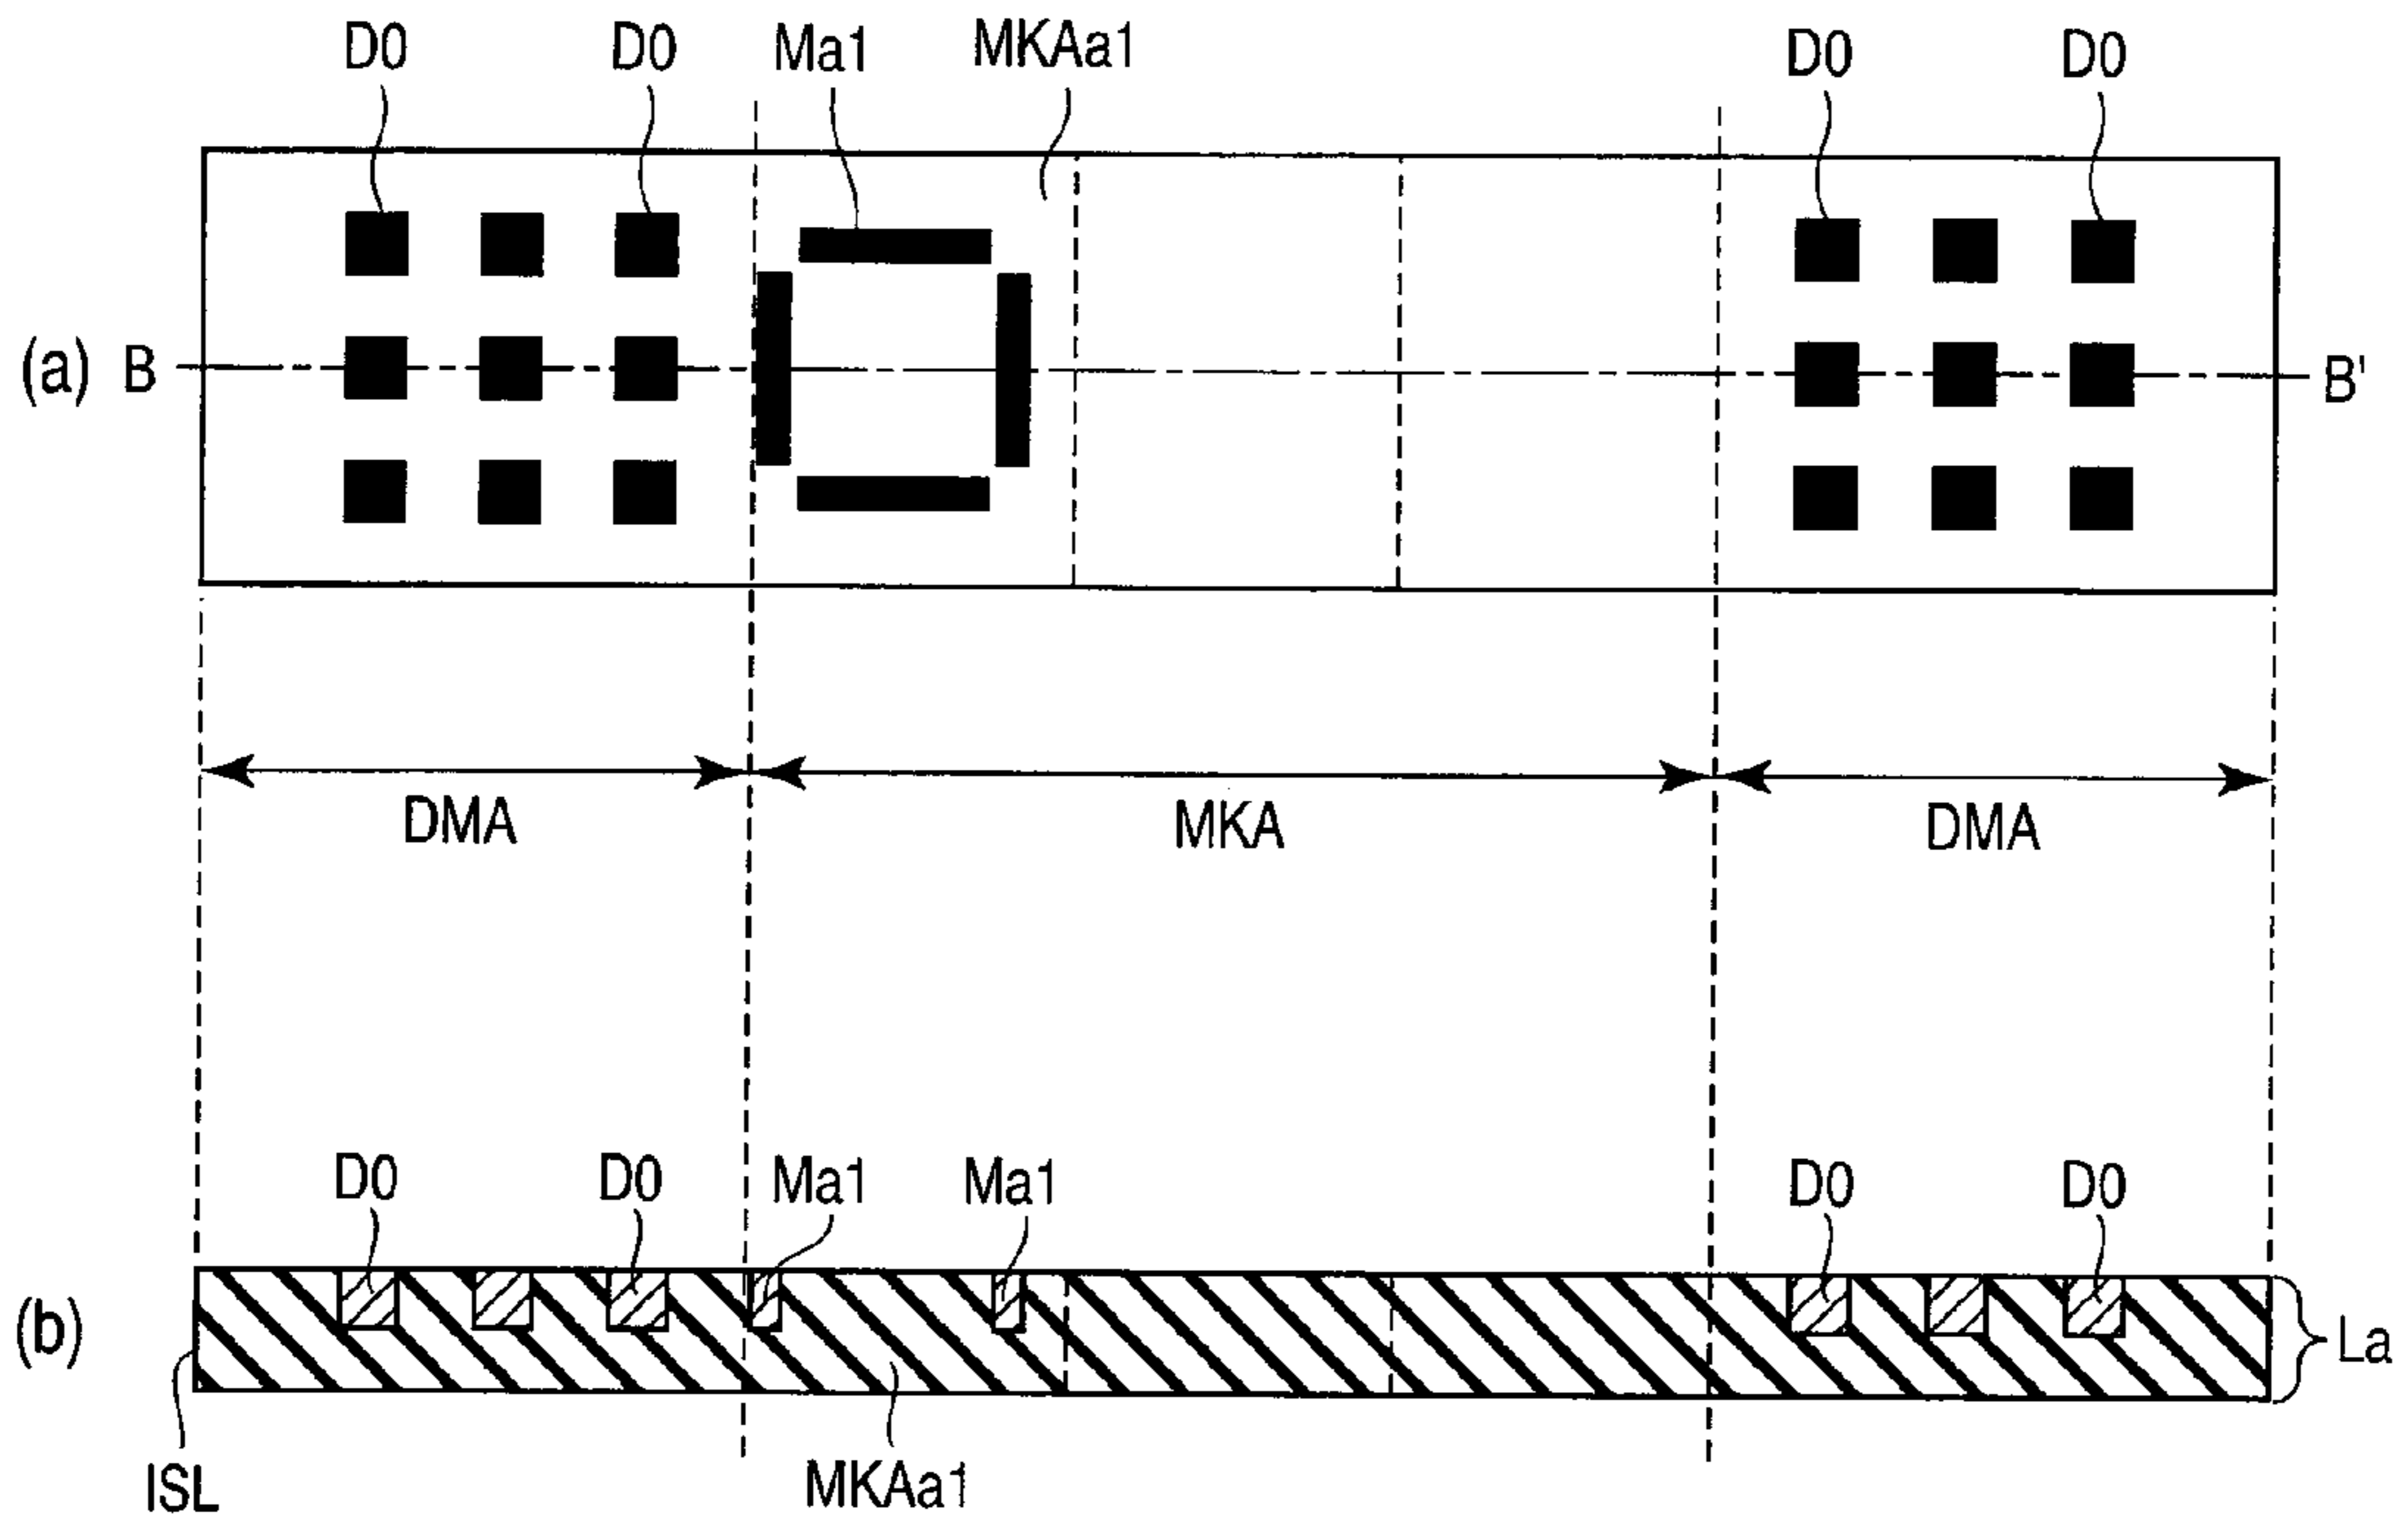 D0 D0 Ma1 MKAa1 D0 D0
(a) B B'
DMA MKA DMA
D0 D0 Ma1 Ma1 D0 D0
(b) La
ISL MKAa1